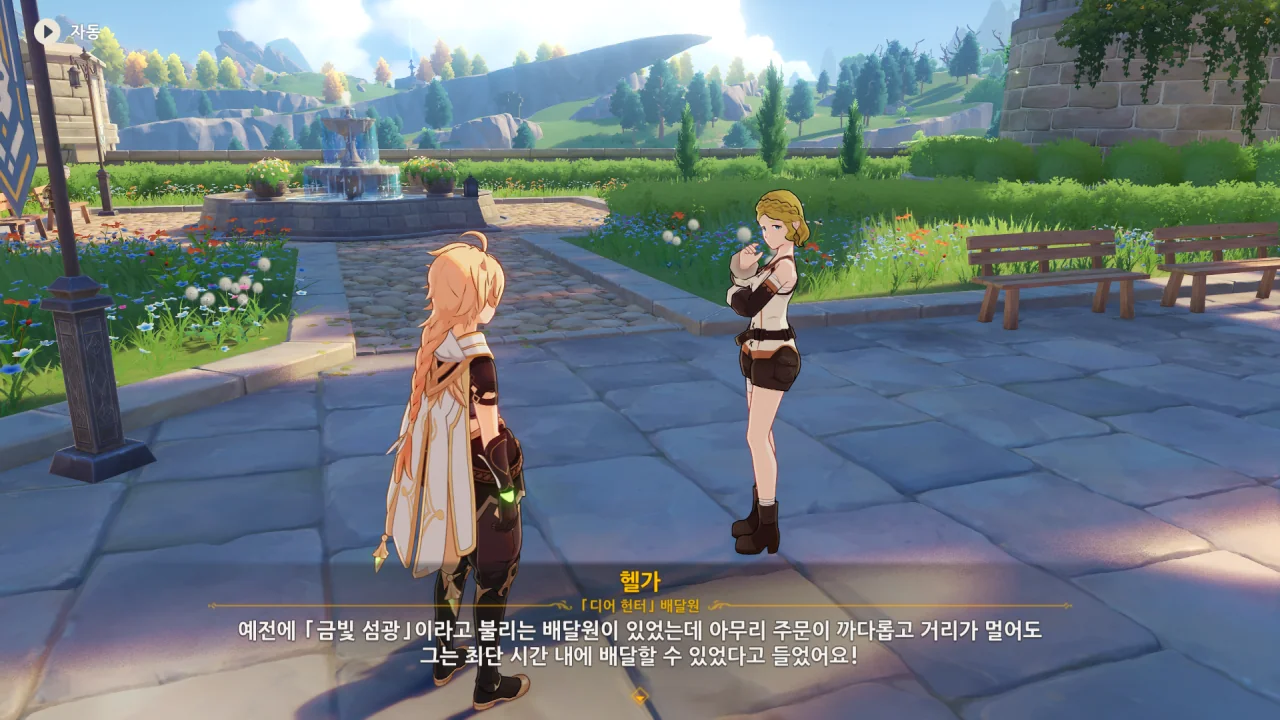 자동
헬가
「디어 헌터」 배달원
예전에 「금빛 섬광」이라고 불리는 배달원이 있었는데 아무리 주문이 까다롭고 거리가 멀어도
그는 최단 시간 내에 배달할 수 있었다고 들었어요!